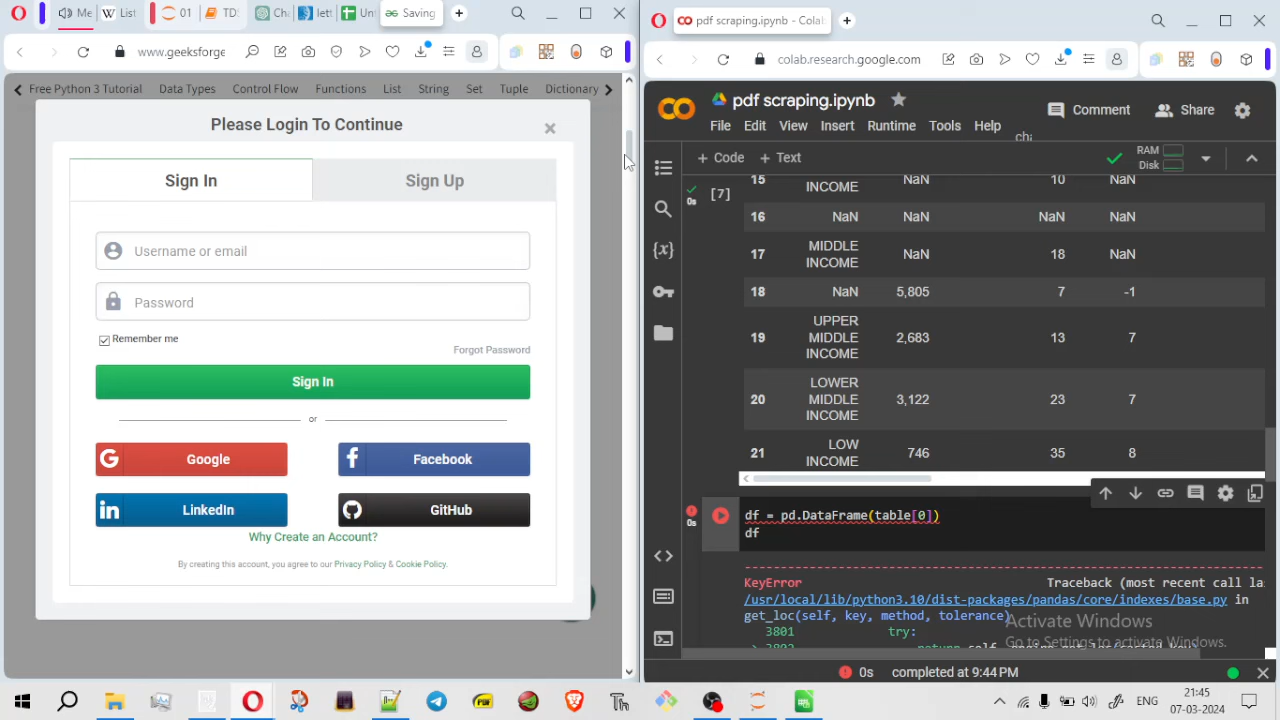 Me
Wi
List
01
TDS
Ch
lett
Unt
Saving
www.geeksforge
Free Python 3 Tutorial
Data Types
Control Flow
Functions
List
String
Set
Tuple
Dictionary
Please Login To Continue
Sign In
Sign Up
Username or email
Password
Remember me
Forgot Password
Sign In
or
Google
Facebook
LinkedIn
GitHub
Why Create an Account?
By creating this account, you agree to our Privacy Policy & Cookie Policy.
pdf scraping.ipynb - Colab
colab.research.google.com
pdf scraping.ipynb
Comment
Share
File Edit View Insert Runtime Tools Help
+ Code + Text
RAM
Disk
0s
[7]
15 INCOME NaN 10 NaN
16 NaN NaN NaN NaN
17 MIDDLE INCOME NaN 18 NaN
18 NaN 5,805 7 -1
19 UPPER MIDDLE INCOME 2,683 13 7
20 LOWER MIDDLE INCOME 3,122 23 7
21 LOW INCOME 746 35 8
0s
df = pd.DataFrame(table[0])
df
KeyError Traceback (most recent call las
/usr/local/lib/python3.10/dist-packages/pandas/core/indexes/base.py in
get_loc(self, key, method, tolerance)
3801 try:
Activate Windows
Go to Settings to activate Windows.
0s completed at 9:44PM
ENG
21:45
07-03-2024